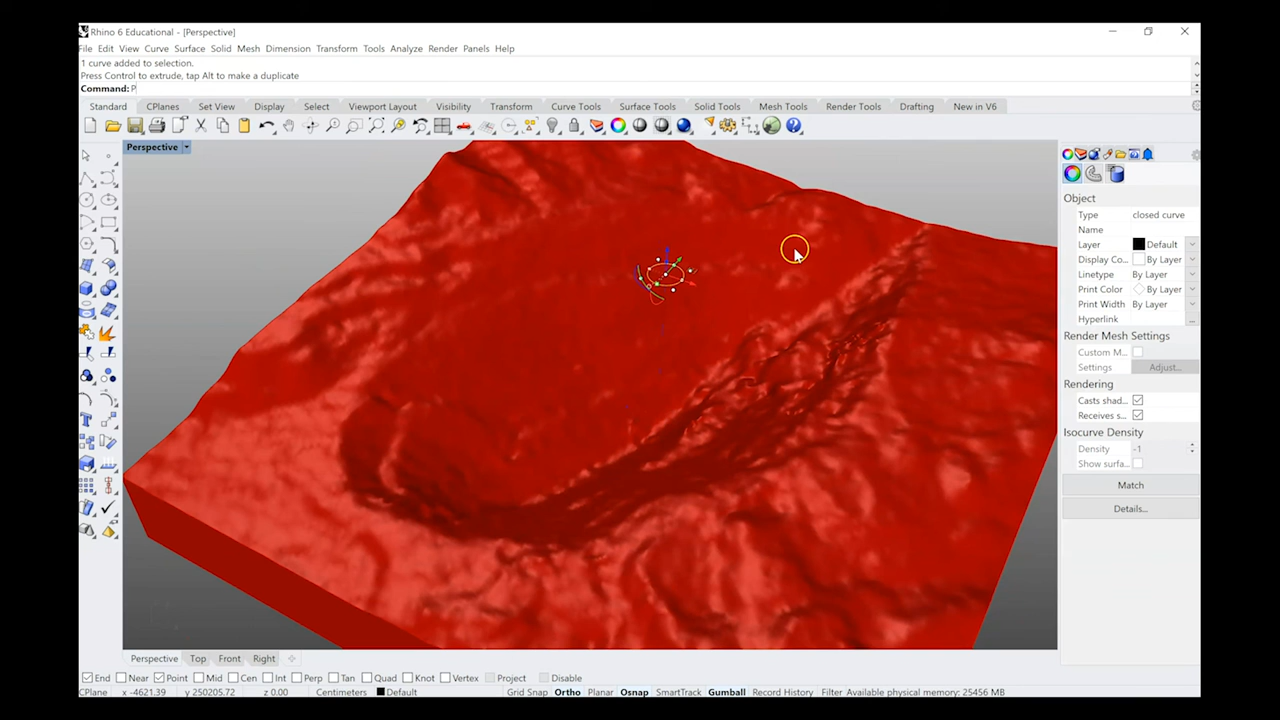 Rhino 6 Educational - [Perspective]
File Edit View Curve Surface Solid Mesh Dimension Transform Tools Analyze Render Panels Help
1 curve added to selection.
Press Control to extrude, tap Alt to make a duplicate
Command: P
Standard CPlanes Set View Display Select Viewport Layout Visibility Transform Curve Tools Surface Tools Solid Tools Mesh Tools Render Tools Drafting New in V6
Perspective
Object
Type closed curve
Name
Layer Default
Display Co... By Layer
Linetype By Layer
Print Color By Layer
Print Width By Layer
Hyperlink ...
Render Mesh Settings
Custom M...
Settings Adjust...
Rendering
Casts shad...
Receives s...
Isocurve Density
Density -1
Show surfa...
Match
Details...
Perspective Top Front Right
End Near Point Mid Cen Int Perp Tan Quad Knot Vertex Project Disable
CPlane x -4621.39 y 250205.72 z 0.00 Centimeters Default Grid Snap Ortho Planar Osnap SmartTrack Gumball Record History Filter Available physical memory: 25456 MB